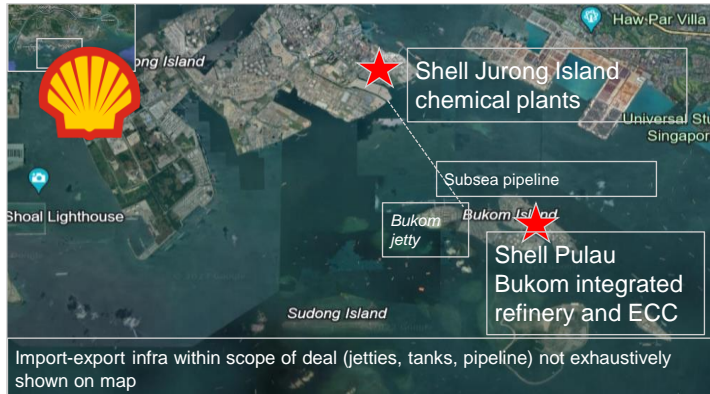 Haw Par Villa
ong Island
Shell Jurong Island
chemical plants
Universal Stu
Singapor
Subsea pipeline
Shoal Lighthouse
Bukom
jetty
Bukom Island
Shell Pulau
Bukom integrated
refinery and ECC
Sudong Island
Import-export infra within scope of deal (jetties, tanks, pipeline) not exhaustively
shown on map